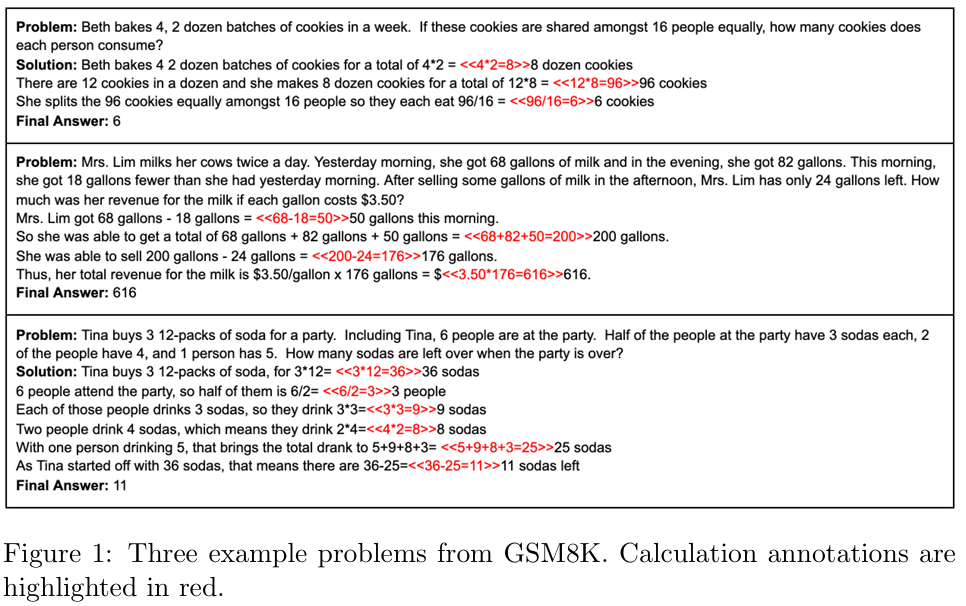 Problem: Beth bakes 4, 2 dozen batches of cookies in a week. If these cookies are shared amongst 16 people equally, how many cookies does
each person consume?
Solution: Beth bakes 4 2 dozen batches of cookies for a total of 4*2 = <<4*2=8>>8 dozen cookies
There are 12 cookies in a dozen and she makes 8 dozen cookies for a total of 12*8 = <<12*8=96>>96 cookies
She splits the 96 cookies equally amongst 16 people so they each eat 96/16 = <<96/16=6>>6 cookies
Final Answer: 6
Problem: Mrs. Lim milks her cows twice a day. Yesterday morning, she got 68 gallons of milk and in the evening, she got 82 gallons. This morning,
she got 18 gallons fewer than she had yesterday morning. After selling some gallons of milk in the afternoon, Mrs. Lim has only 24 gallons left. How
much was her revenue for the milk if each gallon costs $3.50?
Mrs. Lim got 68 gallons - 18 gallons = <<68-18=50>>50 gallons this morning.
So she was able to get a total of 68 gallons + 82 gallons + 50 gallons = <<68+82+50=200>>200 gallons.
She was able to sell 200 gallons - 24 gallons = <<200-24=176>>176 gallons.
Thus, her total revenue for the milk is $3.50/gallon x 176 gallons = $<<3.50*176=616>>616.
Final Answer: 616
Problem: Tina buys 3 12-packs of soda for a party. Including Tina, 6 people are at the party. Half of the people at the party have 3 sodas each, 2
of the people have 4, and 1 person has 5. How many sodas are left over when the party is over?
Solution: Tina buys 3 12-packs of soda, for 3*12= <<3*12=36>>36 sodas
6 people attend the party, so half of them is 6/2= <<6/2=3>>3 people
Each of those people drinks 3 sodas, so they drink 3*3=<<3*3=9>>9 sodas
Two people drink 4 sodas, which means they drink 2*4=<<4*2=8>>8 sodas
With one person drinking 5, that brings the total drank to 5+9+8+3= <<5+9+8+3=25>>25 sodas
As Tina started off with 36 sodas, that means there are 36-25=<<36-25=11>>11 sodas left
Final Answer: 11
Figure 1: Three example problems from GSM8K. Calculation annotations are
highlighted in red.